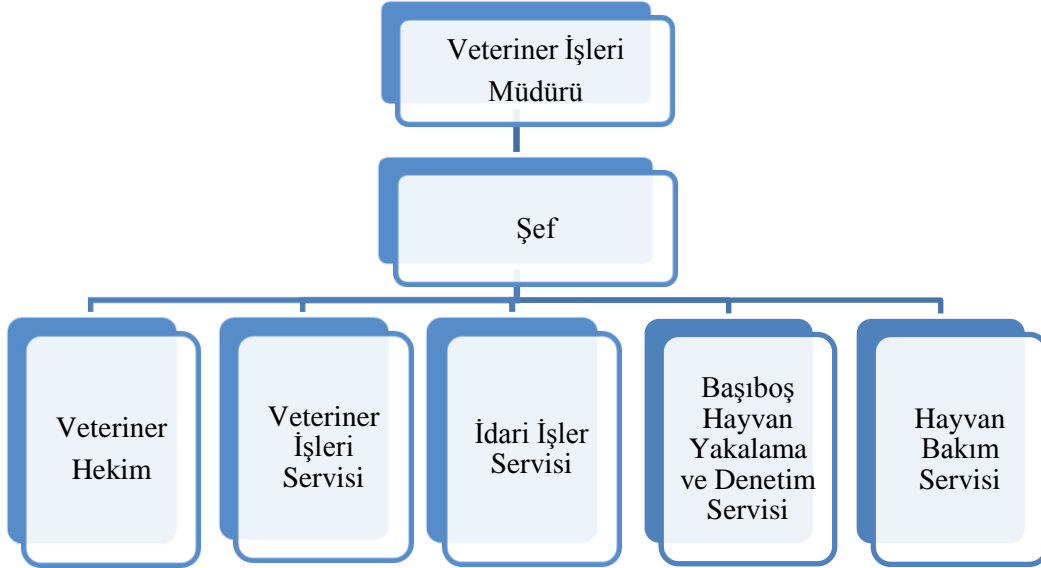 Veteriner İşleri
Müdürü
Şef
Veteriner
Hekim
Veteriner
İşleri
Servisi
İdari İşler
Servisi
Başıboş
Hayvan
Yakalama
ve Denetim
Servisi
Hayvan
Bakım
Servisi